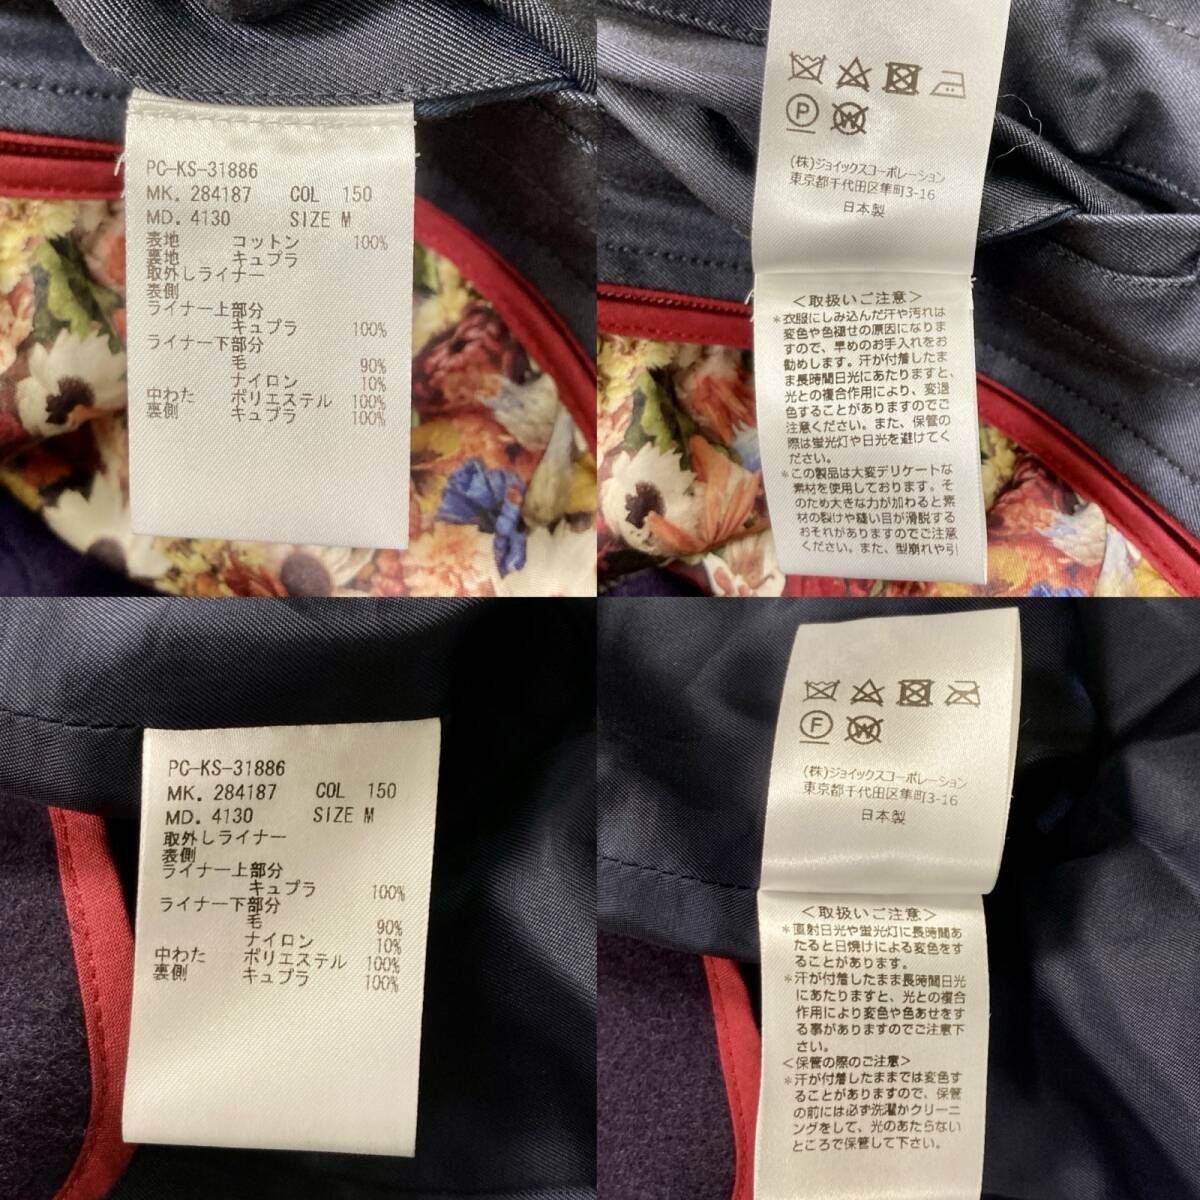 PC-KS-31886
MK. 284187 COL 150
MD. 4130 SIZE M
表地 コットン 100%
裏地 キュプラ
取外しライナー
表側
ライナー上部分
キュプラ 100%
ライナー下部分
毛 90%
ナイロン 10%
中わた ポリエステル 100%
裏側 キュプラ 100%
P
W
(株)ジョイックスコーポレーション
東京都千代田区隼町3-16
日本製
<取扱いご注意>
*衣服にしみ込んだ汗や汚れは
変色や色褪せの原因になりま
すので、早めのお手入れをお
勧めします。汗が付着したま
ま長時間日光にあたりますと、
光との複合作用により、変退
色することがありますのでご
注意ください。また、保管の
際は蛍光灯や日光を避けてく
ださい。
*この製品は大変デリケートな
素材を使用しております。そ
のため大きな力が加わると素
材の裂けや縫い目が滑脱する
おそれがありますのでご注意
ください。また、型崩れや引
PC-KS-31886
MK. 284187 COL 150
MD. 4130 SIZE M
取外しライナー
表側
ライナー上部分
キュプラ 100%
ライナー下部分
毛 90%
ナイロン 10%
中わた ポリエステル 100%
裏側 キュプラ 100%
F
W
(株)ジョイックスコーポレーション
東京都千代田区隼町3-16
日本製
<取扱いご注意>
*直射日光や蛍光灯に長時間あ
たると日焼けによる変色をす
ることがあります。
*汗が付着したまま長時間日光
にあたりますと、光との複合
作用により変色や色あせをす
る事がありますのでご注意下
さい。
<保管の際のご注意>
*汗が付着したままでは変色す
ることがありますので、保管
の前には必ず洗濯かクリーニ
ングをして、光のあたらない
ところで保管して下さい。